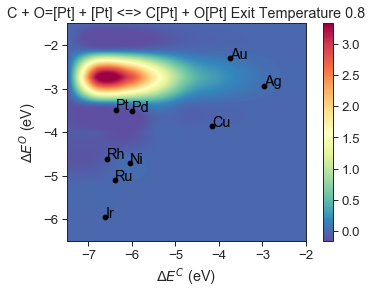 C + O=[Pt] + [Pt] <=> C[Pt] + O[Pt] Exit Temperature 0.8
−2
−3
−4
−5
−6
−7
−6
−5
−4
−3
−2
ΔE^O (eV)
ΔE^C (eV)
Au
Ag
Pt
Pd
Cu
Rh
Ni
Ru
Ir
3.0
2.5
2.0
1.5
1.0
0.5
0.0